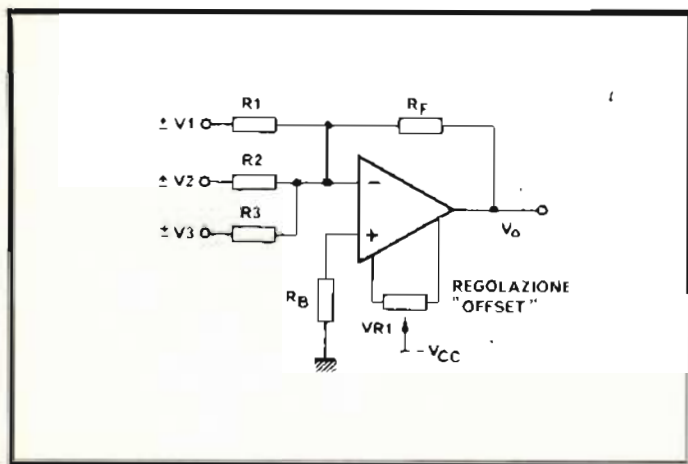 R1
RF
± V1
R2
± V2
R3
± V3
−
+
Vo
RB
REGOLAZIONE
"OFFSET"
VR1
- VCC